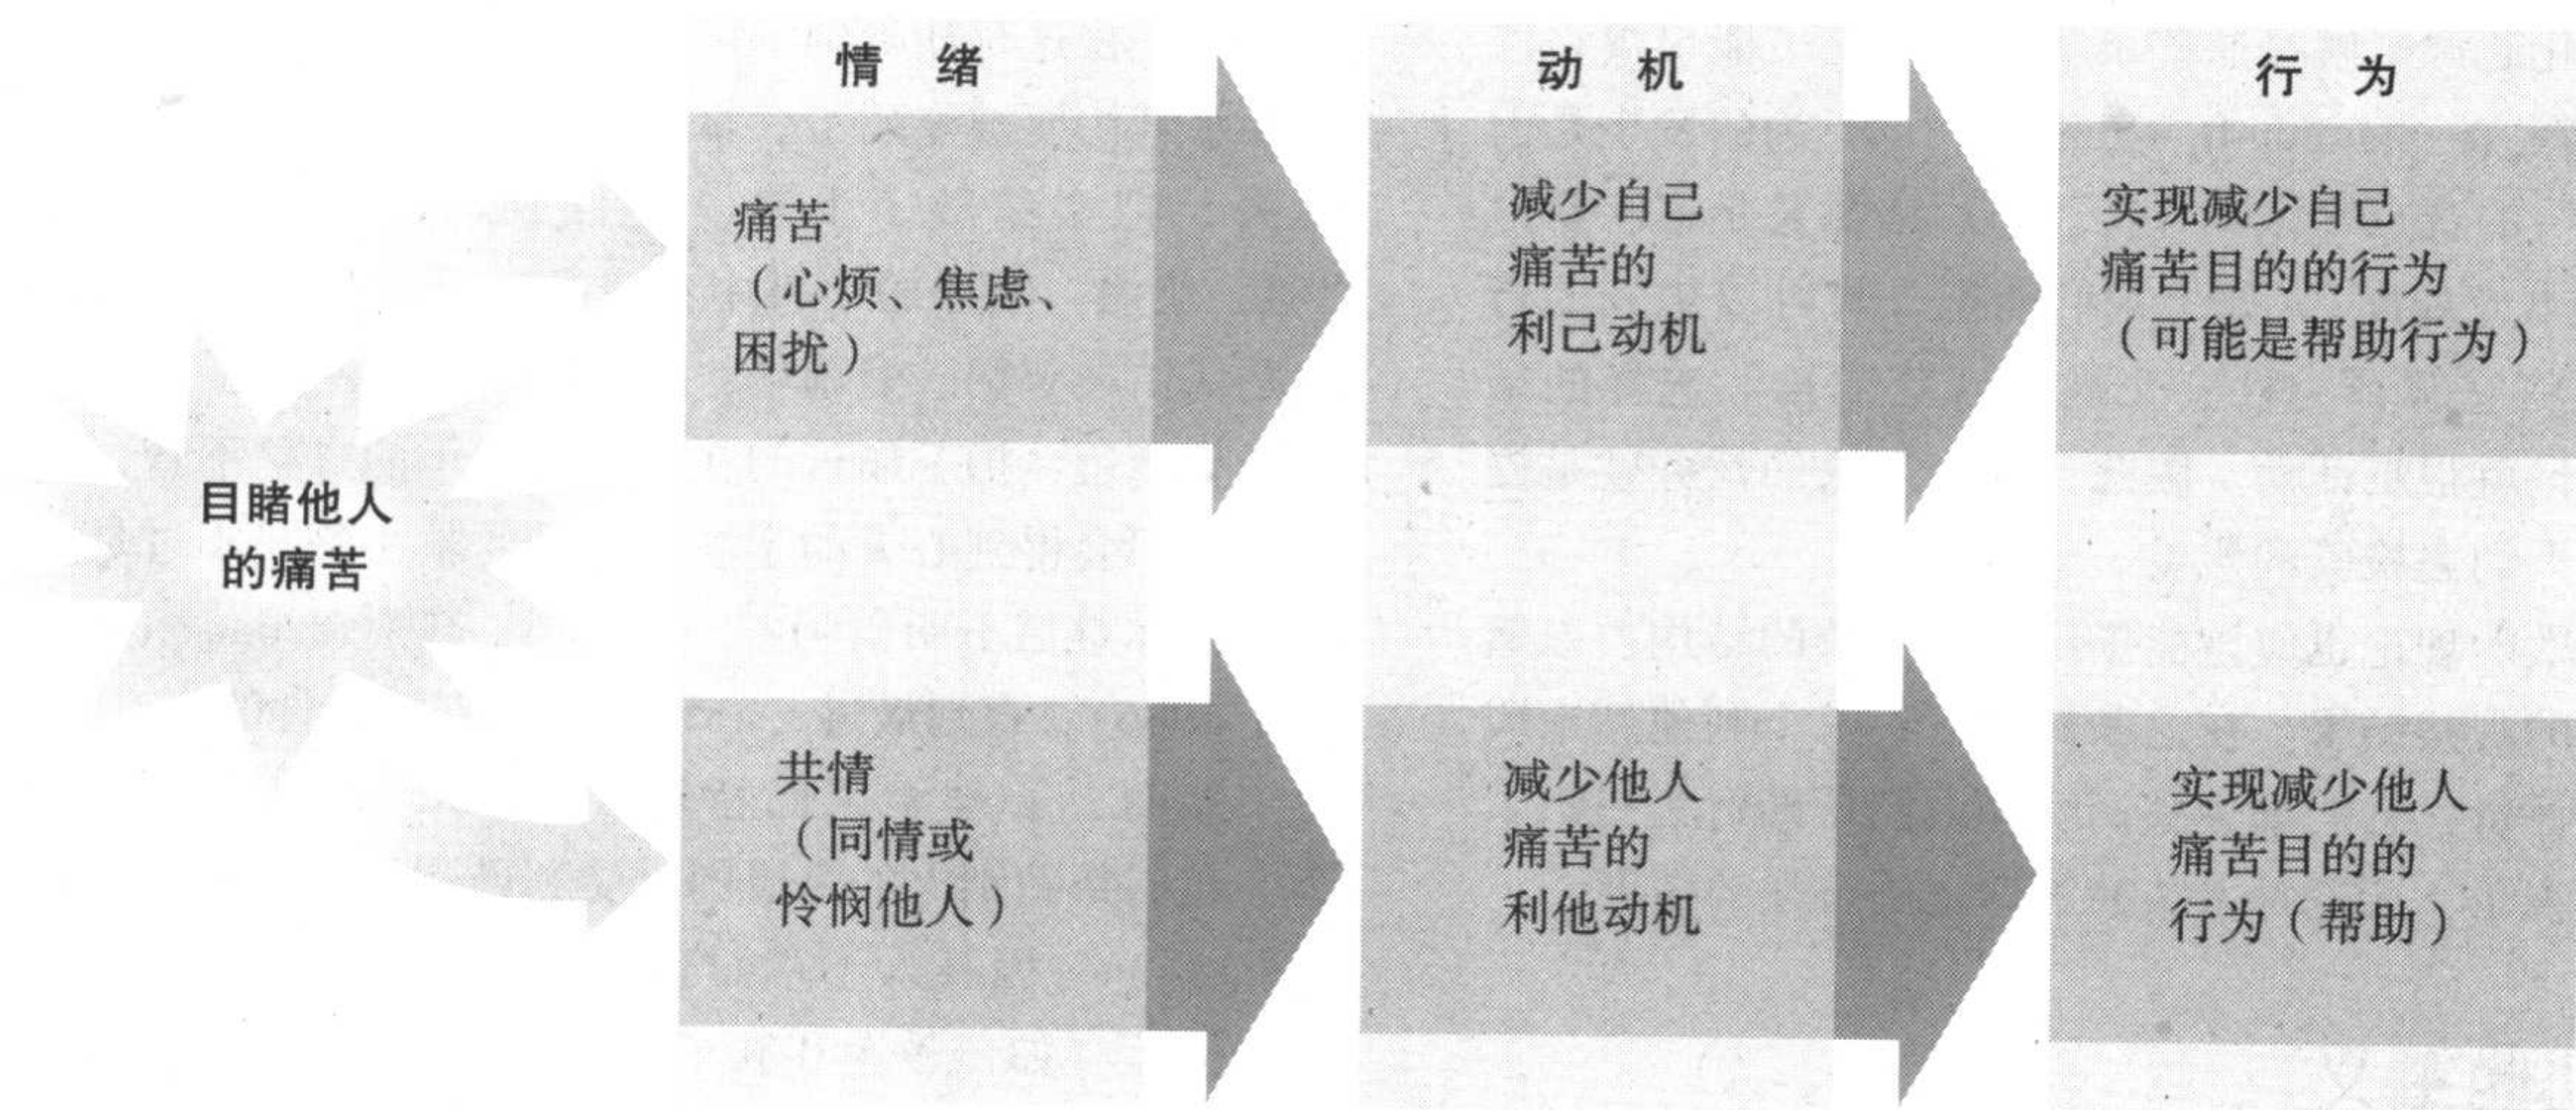 情 绪
动 机
行 为
目睹他人
的痛苦
痛苦
（心烦、焦虑、
困扰）
减少自己
痛苦的
利己动机
实现减少自己
痛苦目的的行为
（可能是帮助行为）
共情
（同情或
怜悯他人）
减少他人
痛苦的
利他动机
实现减少他人
痛苦目的的
行为（帮助）